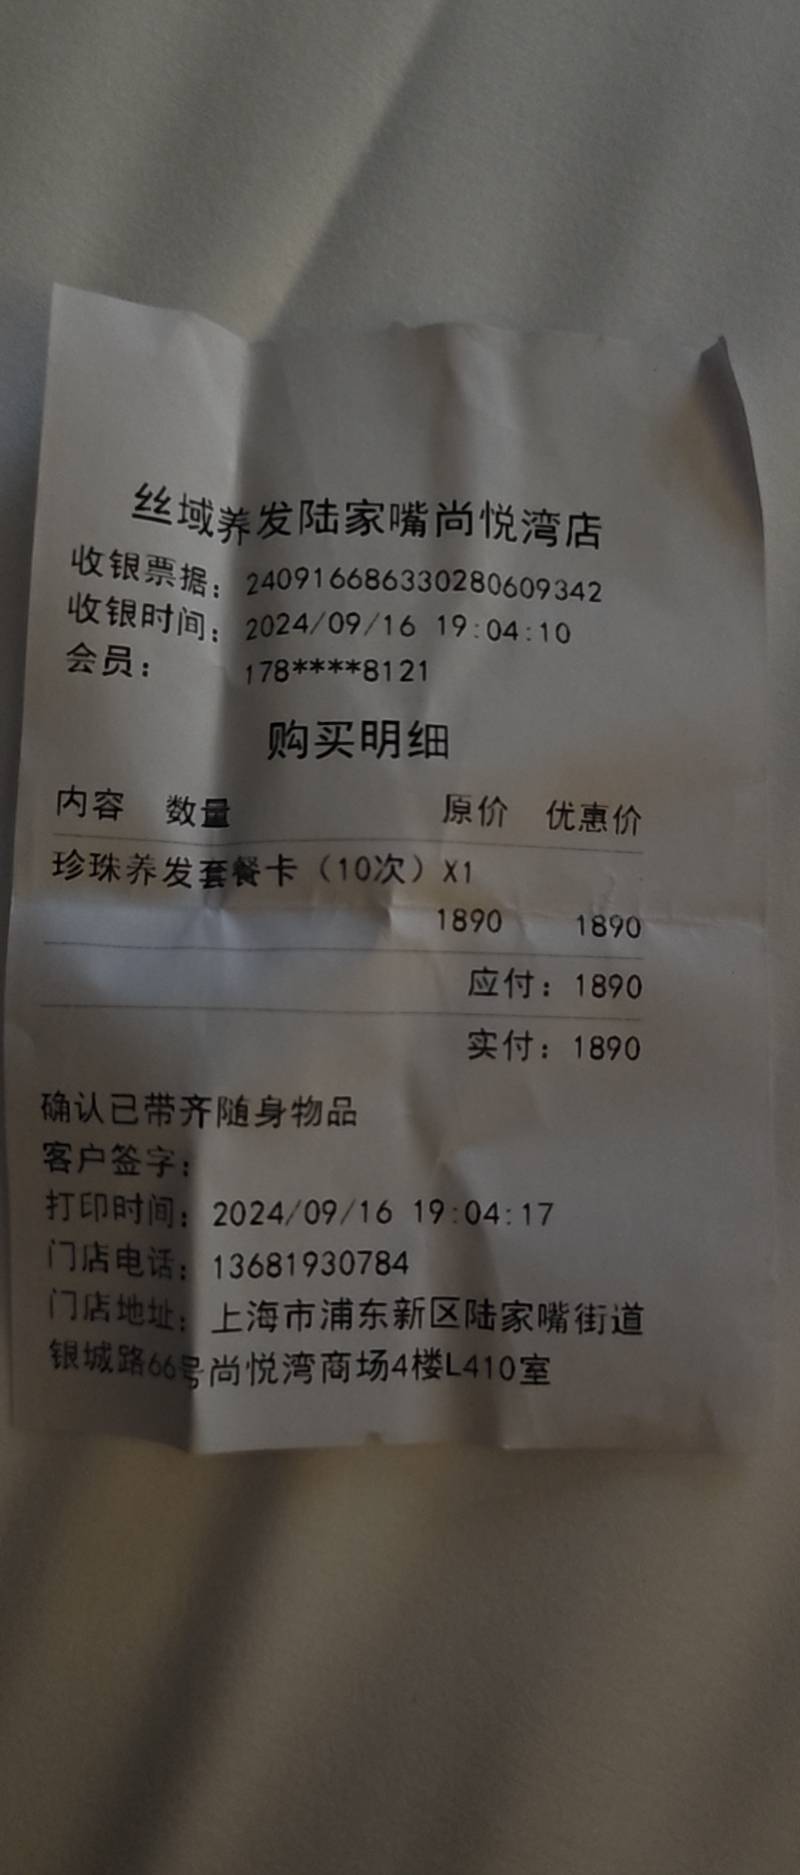 丝域养发陆家嘴尚悦湾店
收银票据：240916686330280609342
收银时间：2024/09/16 19:04:10
会员： 178****8121
购买明细
内容 数量 原价 优惠价
珍珠养发套餐卡（10次）X1
1890 1890
应付：1890
实付：1890
确认已带齐随身物品
客户签字：
打印时间：2024/09/16 19:04:17
门店电话：13681930784
门店地址：上海市浦东新区陆家嘴街道
银城路66号尚悦湾商场4楼L410室